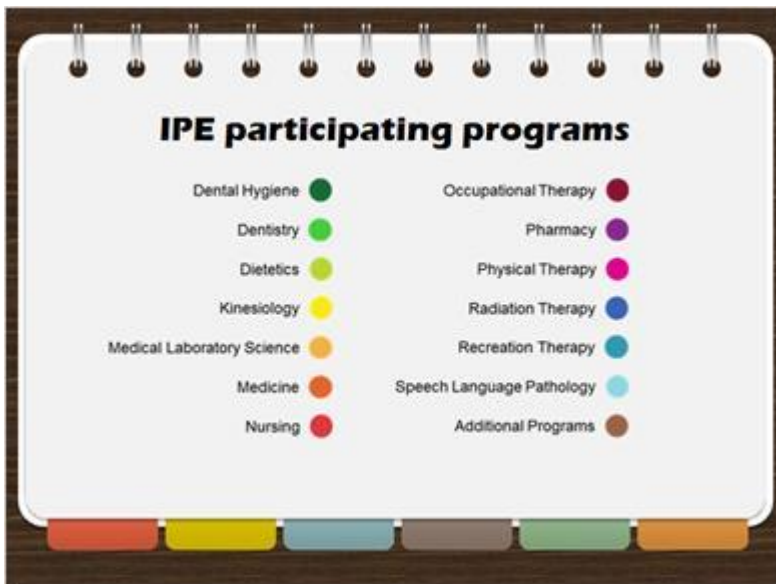 IPE participating programs
Dental Hygiene
Dentistry
Dietetics
Kinesiology
Medical Laboratory Science
Medicine
Nursing
Occupational Therapy
Pharmacy
Physical Therapy
Radiation Therapy
Recreation Therapy
Speech Language Pathology
Additional Programs